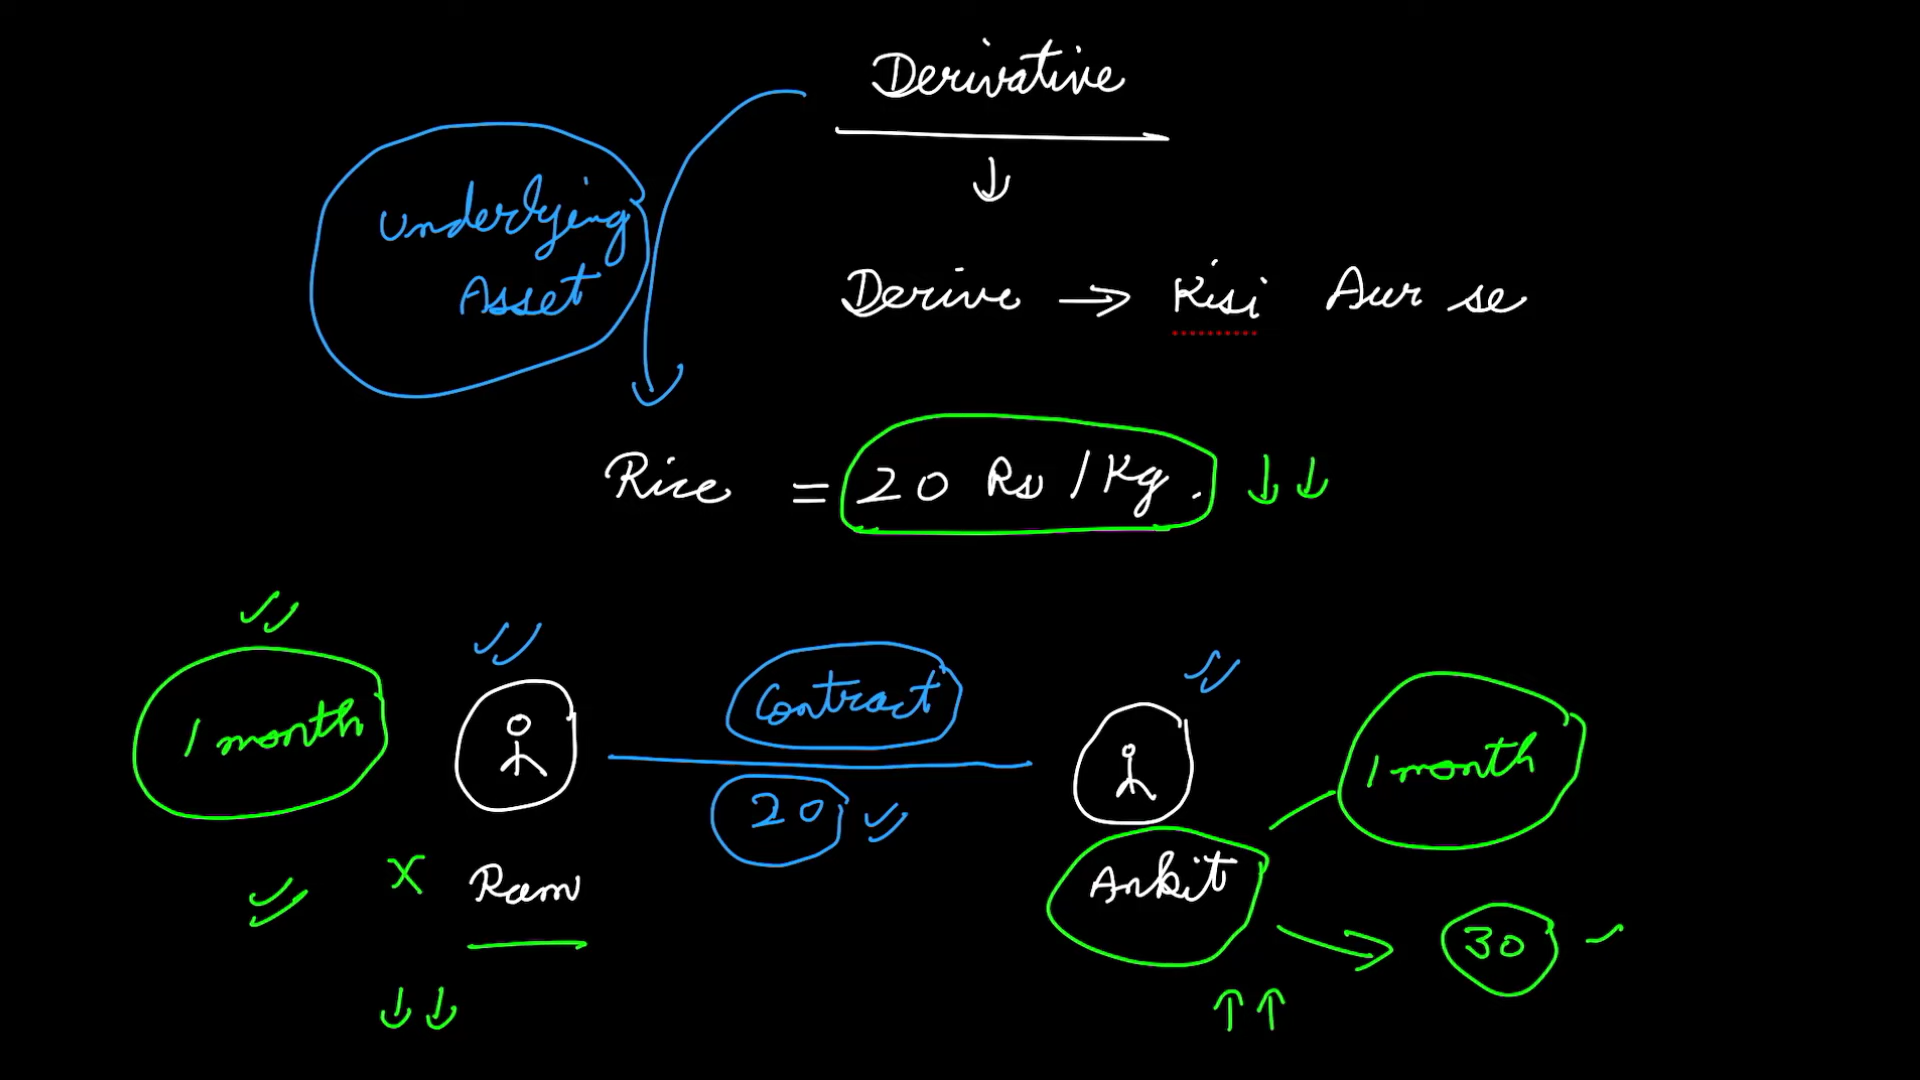 Derivative
Underlying
Asset
Derive → Kisi Aur se
Rice = 20 Rs / Kg.
1 month
Contract
1 month
20
X Ram
Ankit
30